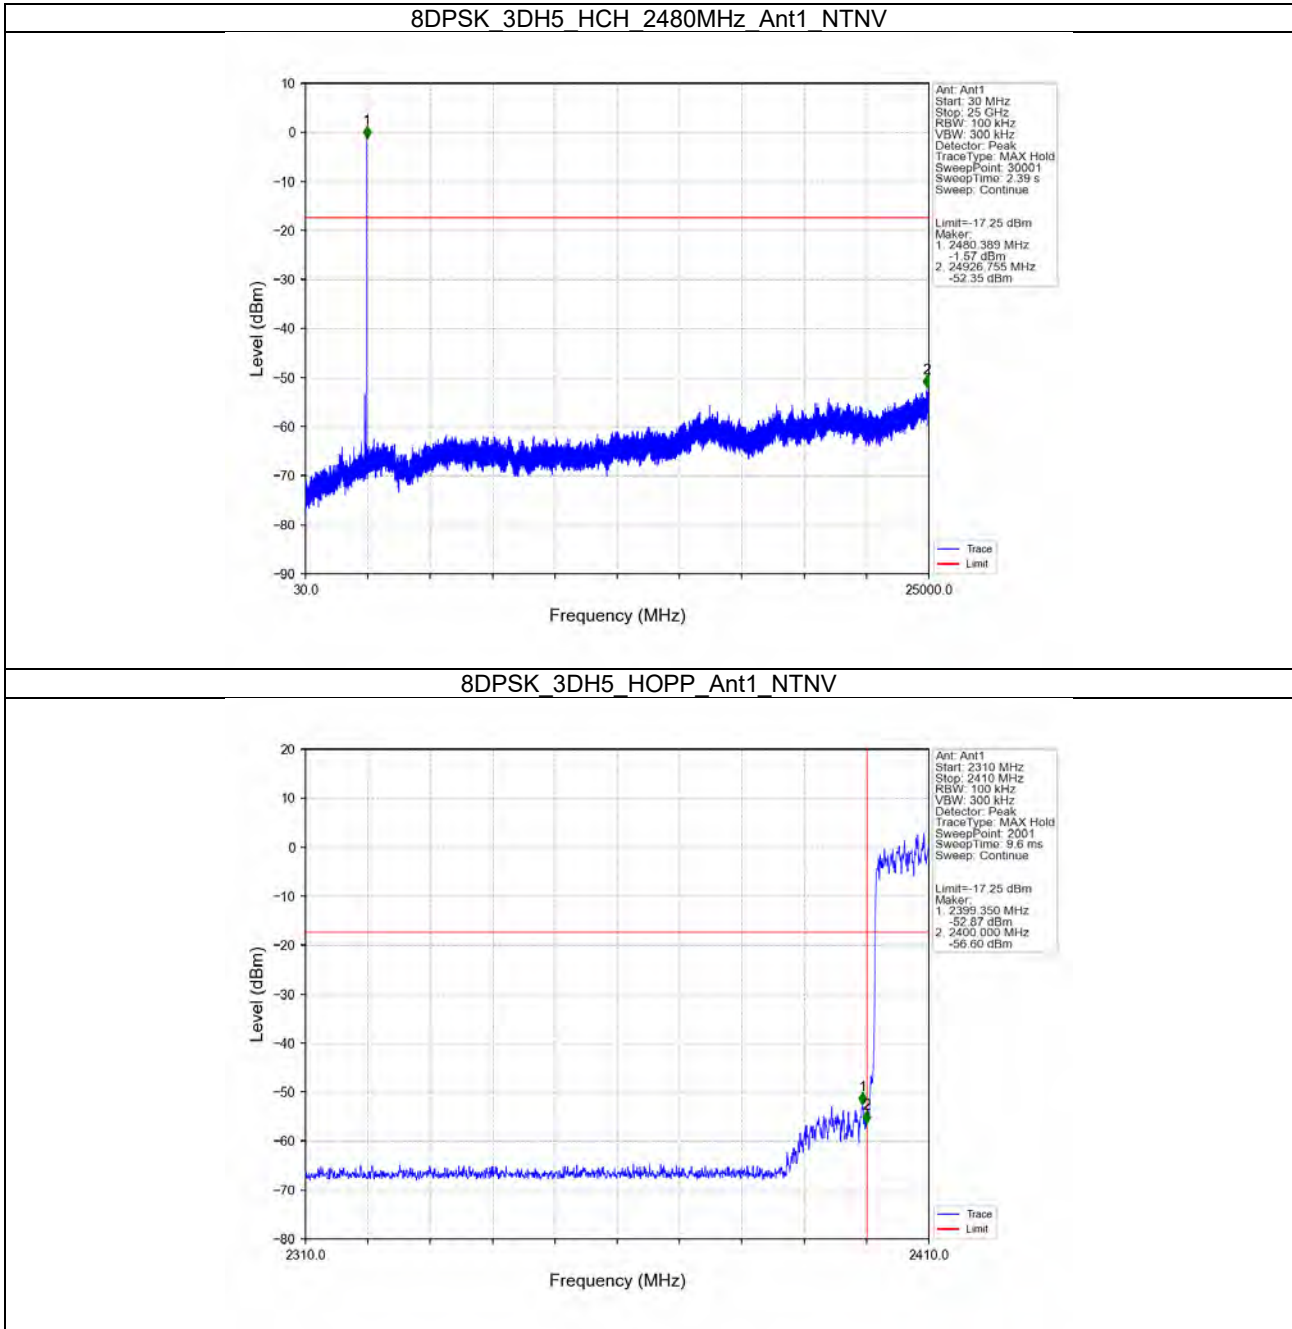 8DPSK_3DH5_HCH_2480MHz_Ant1_NTNV
10
0
−10
−20
−30
−40
−50
−60
−70
−80
−90
Level (dBm)
1
2
30.0
25000.0
Frequency (MHz)
Ant: Ant1
Start: 30 MHz
Stop: 25 GHz
RBW: 100 kHz
VBW: 300 kHz
Detector: Peak
TraceType: MAX Hold
SweepPoint: 30001
SweepTime: 2.39 s
Sweep: Continue
Limit=-17.25 dBm
Maker:
1. 2480.389 MHz
-1.57 dBm
2. 24926.755 MHz
-52.35 dBm
Trace
Limit
8DPSK_3DH5_HOPP_Ant1_NTNV
20
10
0
−10
−20
−30
−40
−50
−60
−70
−80
Level (dBm)
1
2
2310.0
2410.0
Frequency (MHz)
Ant: Ant1
Start: 2310 MHz
Stop: 2410 MHz
RBW: 100 kHz
VBW: 300 kHz
Detector: Peak
TraceType: MAX Hold
SweepPoint: 2001
SweepTime: 9.6 ms
Sweep: Continue
Limit=-17.25 dBm
Maker:
1. 2399.350 MHz
-52.87 dBm
2. 2400.000 MHz
-56.60 dBm
Trace
Limit